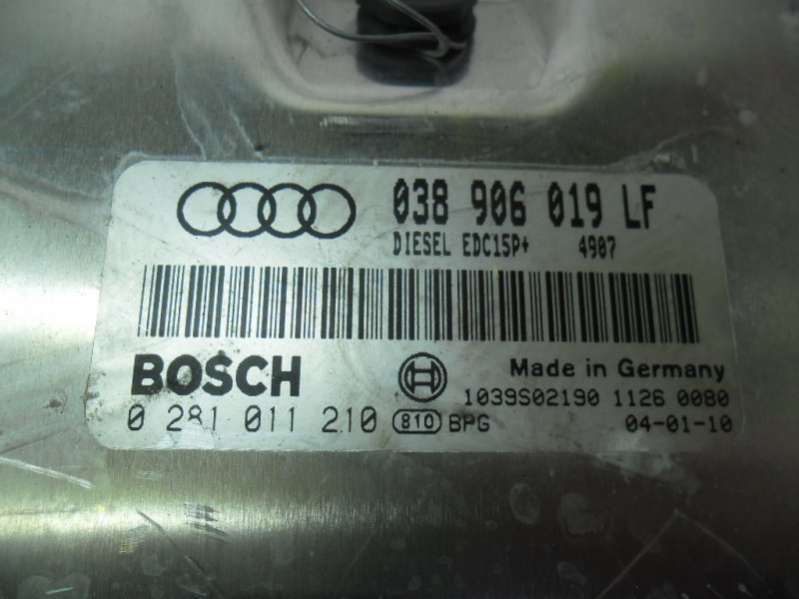 038 906 019 LF
DIESEL EDC15P+ 4907
BOSCH
Made in Germany
1039S02190 1126 0080
0 281 011 210 810 BPG 04-01-10